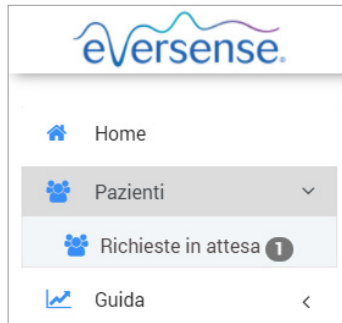 eversense.
Home
Pazienti
Richieste in attesa 1
Guida